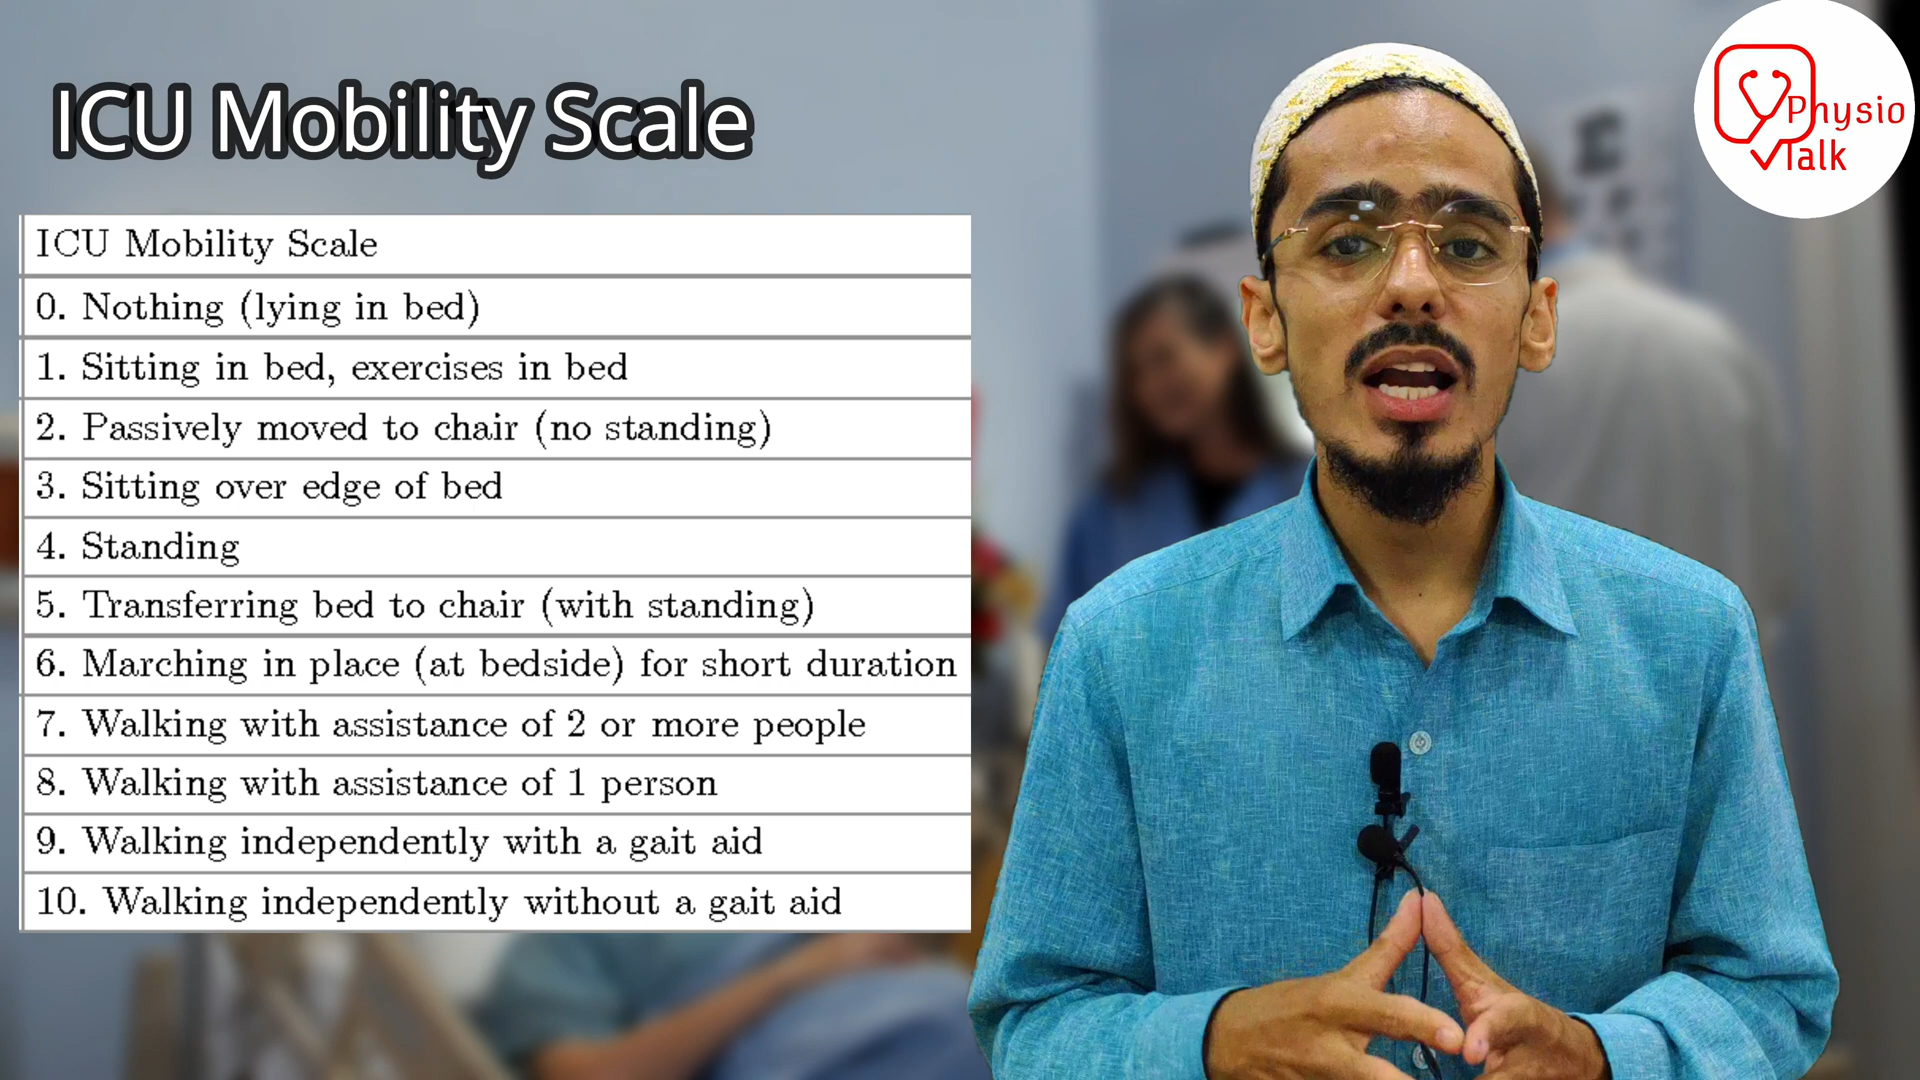 ICU Mobility Scale
ICU Mobility Scale
0. Nothing (lying in bed)
1. Sitting in bed, exercises in bed
2. Passively moved to chair (no standing)
3. Sitting over edge of bed
4. Standing
5. Transferring bed to chair (with standing)
6. Marching in place (at bedside) for short duration
7. Walking with assistance of 2 or more people
8. Walking with assistance of 1 person
9. Walking independently with a gait aid
10. Walking independently without a gait aid
Physio
Talk